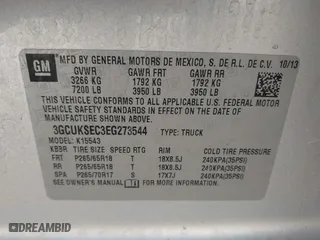 GM
MFD BY GENERAL MOTORS DE MEXICO, S. DE R.L. DE C.V. 10/13
GVWR GAWR FRT GAWR RR
3266 KG 1792 KG 1792 KG
7200 LB 3950 LB 3950 LB
THIS VEHICLE CONFORMS TO ALL APPLICABLE U.S. FEDERAL MOTOR
VEHICLE SAFETY STANDARDS IN EFFECT ON THE DATE OF
MANUFACTURE SHOWN ABOVE.
3GCUKSEC3EG273544 TYPE: TRUCK
MODEL: K15543
TIRE SIZE SPEED RTG RIM COLD TIRE PRESSURE
FRT P265/65R18 T 18X8.5J 240KPA(35PSI)
RR P265/65R18 T 18X8.5J 240KPA(35PSI)
SPA P265/70R17 S 17X7J 240KPA(35PSI)
SEE OWNER'S MANUAL FOR ADDITIONAL INFORMATION.
DREAMBID